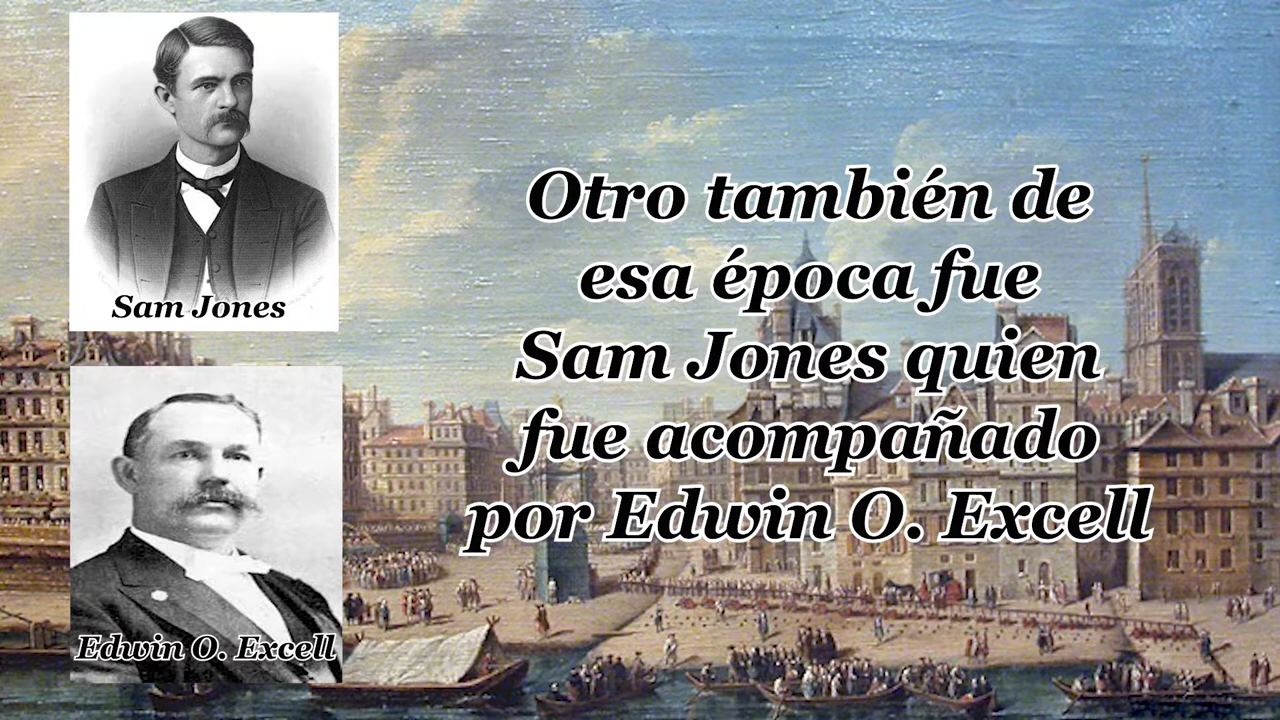 Sam Jones
Edwin O. Excell
Otro también de
esa época fue
Sam Jones quien
fue acompañado
por Edwin O. Excell